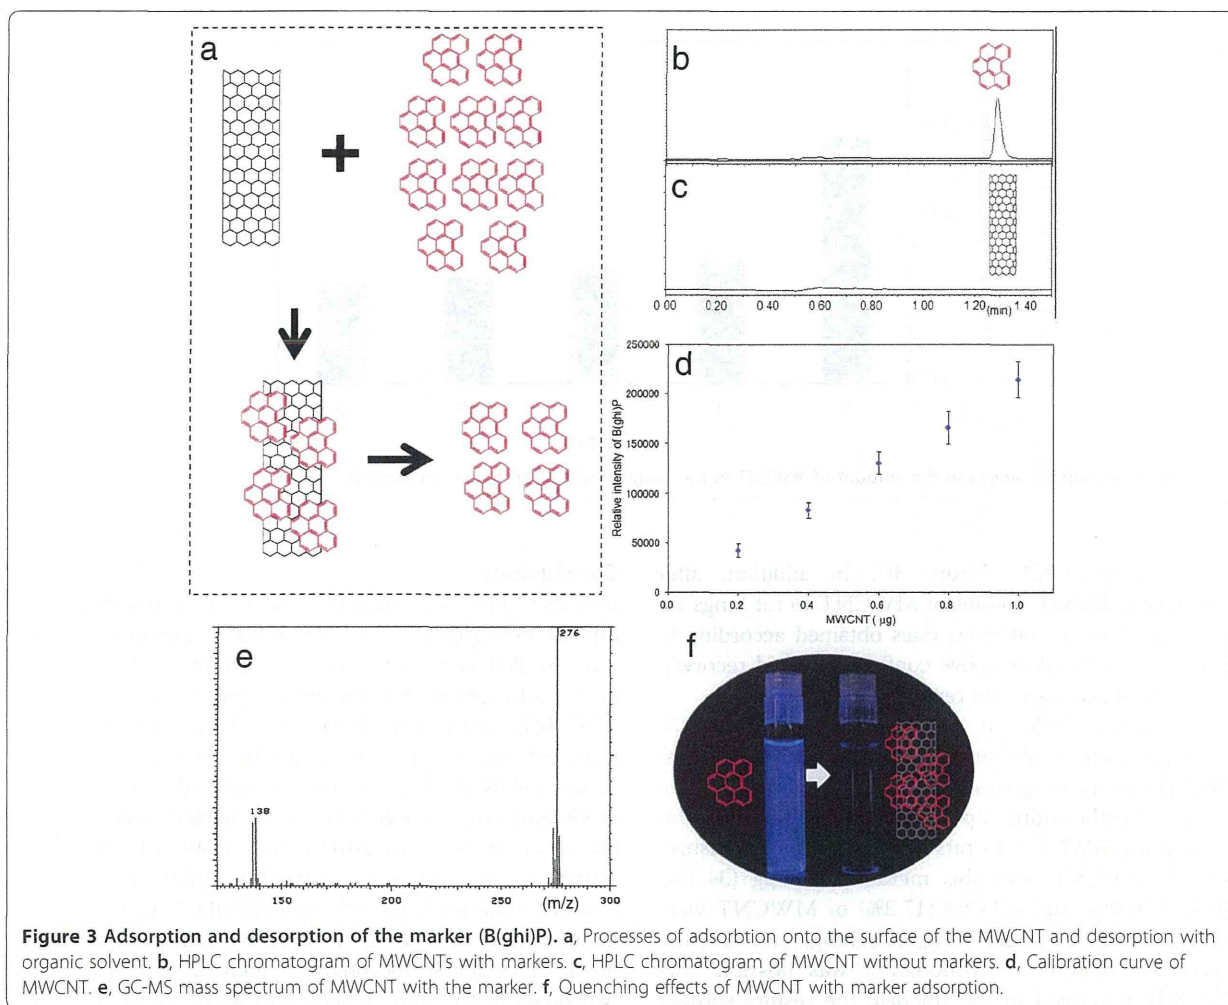 a
b
c
0 00 0.20 0.40 0.60 0.80 1 00 1.20 1 40
(min)
d
250000
200000
150000
100000
50000
0
Relative intensity of B(ghi)P
0.0 0.2 0.4 0.6 0.8 1.0
MWCNT ( μg)
e
276
138
150 200 250 300
(m/z)
f
Figure 3 Adsorption and desorption of the marker (B(ghi)P). a, Processes of adsorbtion onto the surface of the MWCNT and desorption with
organic solvent. b, HPLC chromatogram of MWCNTs with markers. c, HPLC chromatogram of MWCNT without markers. d, Calibration curve of
MWCNT. e, GC-MS mass spectrum of MWCNT with the marker. f, Quenching effects of MWCNT with marker adsorption.